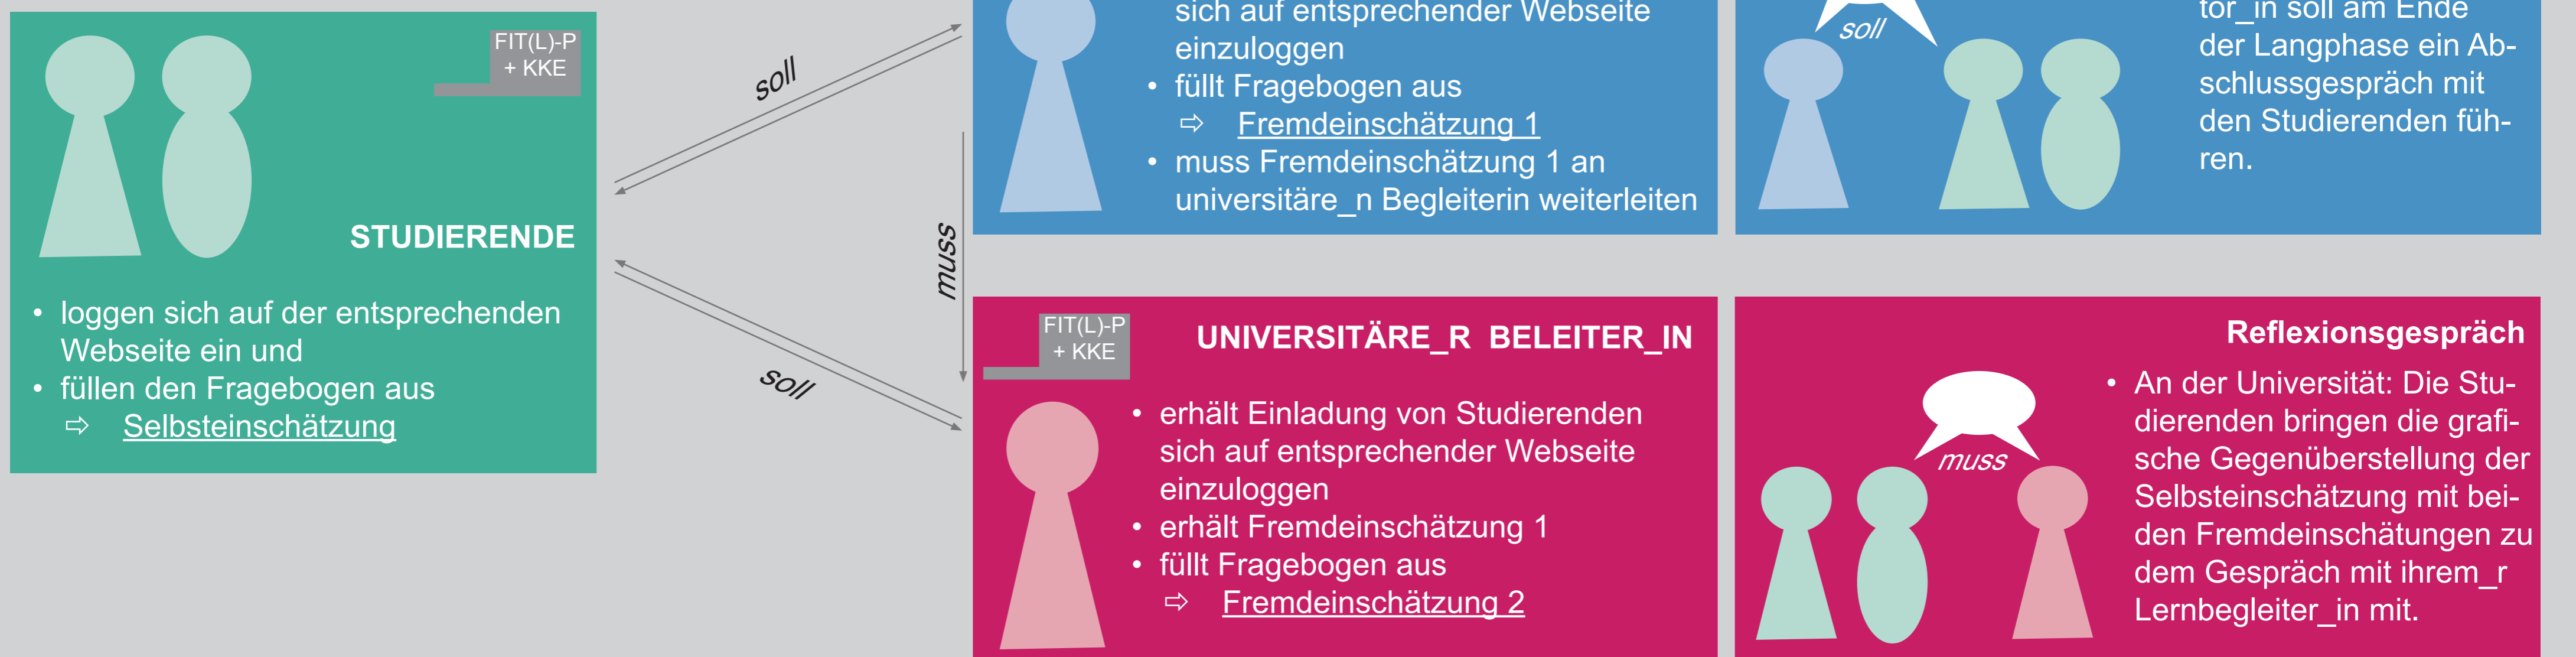 FIT(L)-P
+ KKE
STUDIERENDE
• loggen sich auf der entsprechenden
Webseite ein und
• füllen den Fragebogen aus
⇨ Selbsteinschätzung
soll
muss
soll
sich auf entsprechender Webseite
einzuloggen
• füllt Fragebogen aus
⇨ Fremdeinschätzung 1
• muss Fremdeinschätzung 1 an
universitäre_n Begleiterin weiterleiten
soll
tor_in soll am Ende
der Langphase ein Ab-
schlussgespräch mit
den Studierenden füh-
ren.
FIT(L)-P
+ KKE
UNIVERSITÄRE_R BELEITER_IN
• erhält Einladung von Studierenden
sich auf entsprechender Webseite
einzuloggen
• erhält Fremdeinschätzung 1
• füllt Fragebogen aus
⇨ Fremdeinschätzung 2
Reflexionsgespräch
muss
• An der Universität: Die Stu-
dierenden bringen die grafi-
sche Gegenüberstellung der
Selbsteinschätzung mit bei-
den Fremdeinschätungen zu
dem Gespräch mit ihrem_r
Lernbegleiter_in mit.